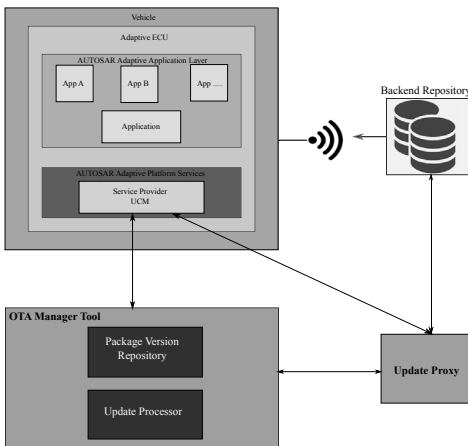 Vehicle
Adaptive ECU
AUTOSAR Adaptive Application Layer
App A
App B
App .....
Application
AUTOSAR Adaptive Platform Services
Service Provider
UCM
Backend Repository
OTA Manager Tool
Package Version
Repository
Update Processor
Update Proxy